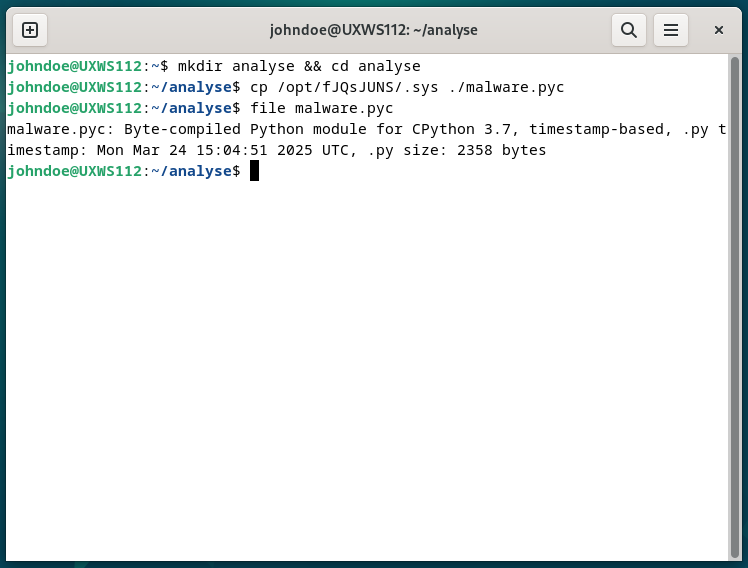 johndoe@UXWS112: ~/analyse
johndoe@UXWS112:~$ mkdir analyse && cd analyse
johndoe@UXWS112:~/analyse$ cp /opt/fJQsJUNS/.sys ./malware.pyc
johndoe@UXWS112:~/analyse$ file malware.pyc
malware.pyc: Byte-compiled Python module for CPython 3.7, timestamp-based, .py t
imestamp: Mon Mar 24 15:04:51 2025 UTC, .py size: 2358 bytes
johndoe@UXWS112:~/analyse$